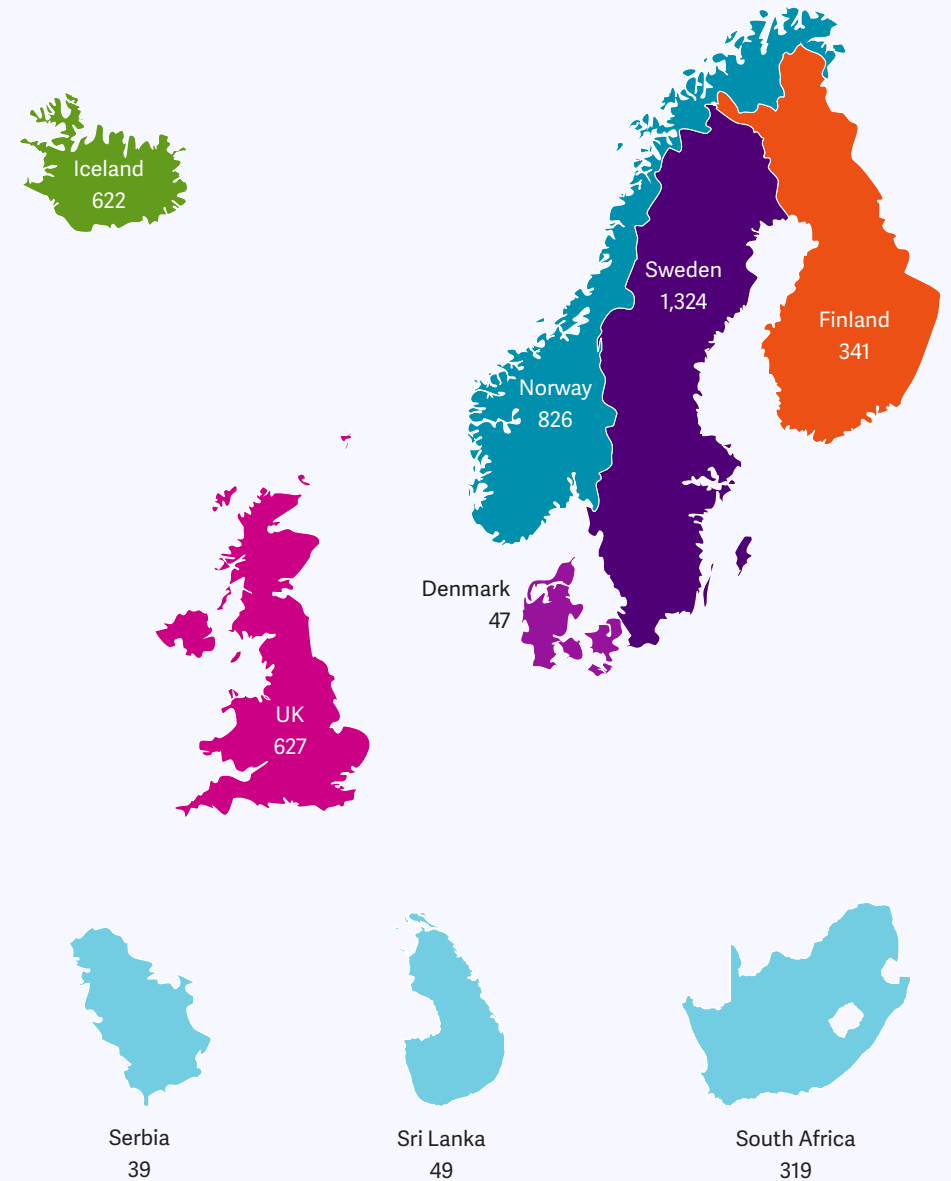 Iceland
622
Sweden
1,324
Finland
341
Norway
826
Denmark
47
UK
627
Serbia
39
Sri Lanka
49
South Africa
319